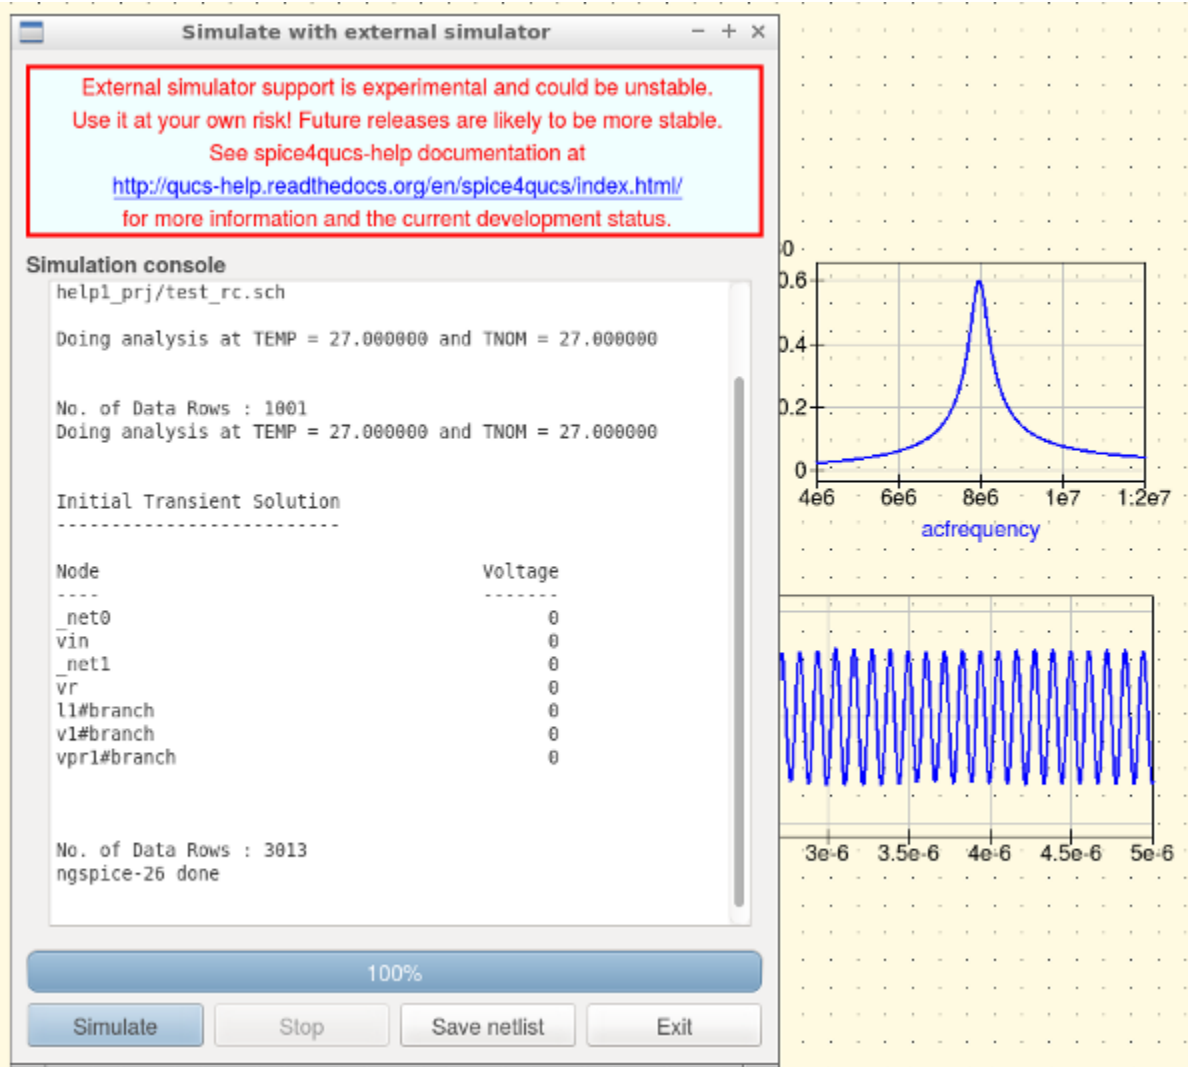 Simulate with external simulator
External simulator support is experimental and could be unstable.
Use it at your own risk! Future releases are likely to be more stable.
See spice4qucs-help documentation at
http://qucs-help.readthedocs.org/en/spice4qucs/index.html/
for more information and the current development status.
Simulation console
help1_prj/test_rc.sch
Doing analysis at TEMP = 27.000000 and TNOM = 27.000000
No. of Data Rows : 1001
Doing analysis at TEMP = 27.000000 and TNOM = 27.000000
Initial Transient Solution
--------------------------
Node Voltage
---- -------
_net0 0
vin 0
_net1 0
vr 0
l1#branch 0
v1#branch 0
vpr1#branch 0
No. of Data Rows : 3013
ngspice-26 done
100%
Simulate Stop Save netlist Exit
0.6
0.4
0.2
0
4e6 6e6 8e6 1e7 1.2e7
acfrequency
3e-6 3.5e-6 4e-6 4.5e-6 5e-6